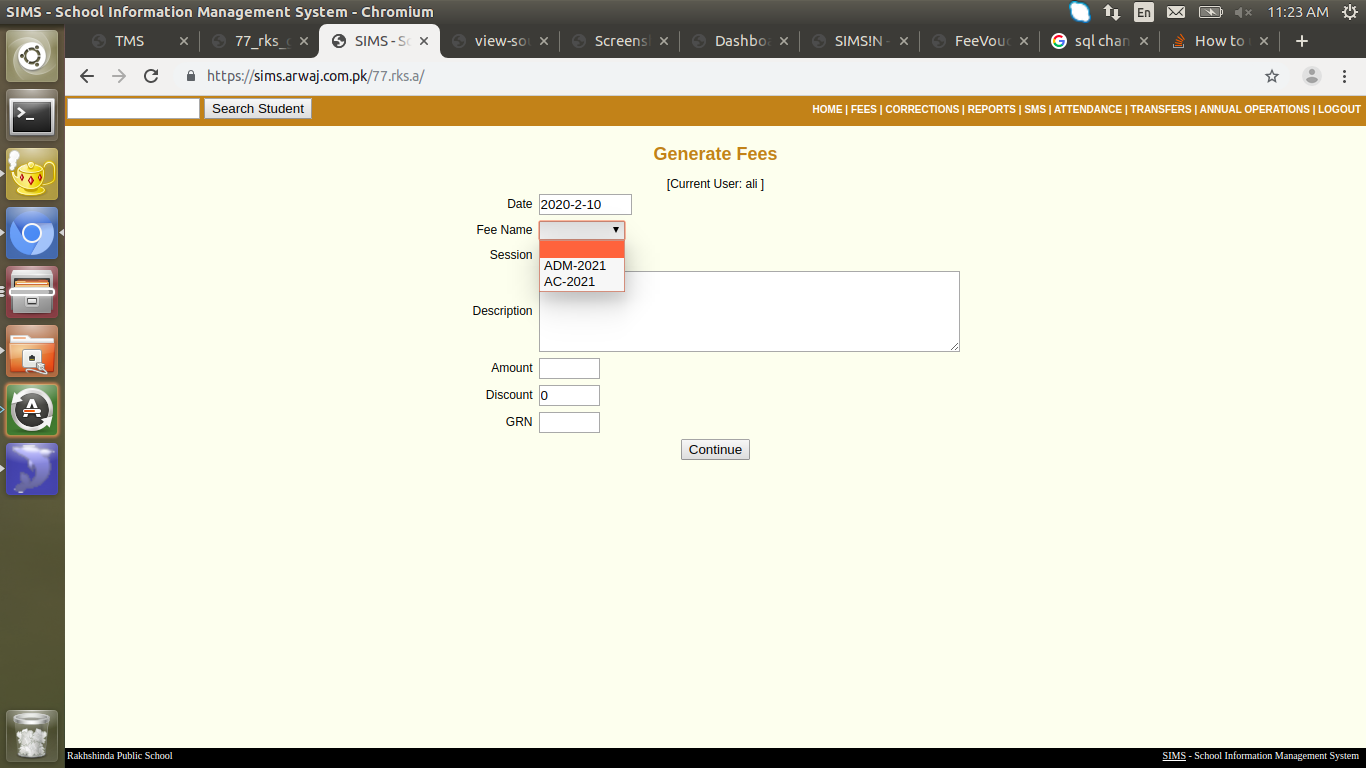 SIMS - School Information Management System - Chromium
En
11:23 AM
TMS
77_rks_
SIMS - Sc
view-sou
Screens
Dashbo
SIMS!N -
FeeVou
sql chan
How to
https://sims.arwaj.com.pk/77.rks.a/
Search Student
HOME | FEES | CORRECTIONS | REPORTS | SMS | ATTENDANCE | TRANSFERS | ANNUAL OPERATIONS | LOGOUT
Generate Fees
[Current User: ali ]
Date 2020-2-10
Fee Name
Session
ADM-2021
AC-2021
Description
Amount
Discount 0
GRN
Continue
Rakhshinda Public School
SIMS - School Information Management System